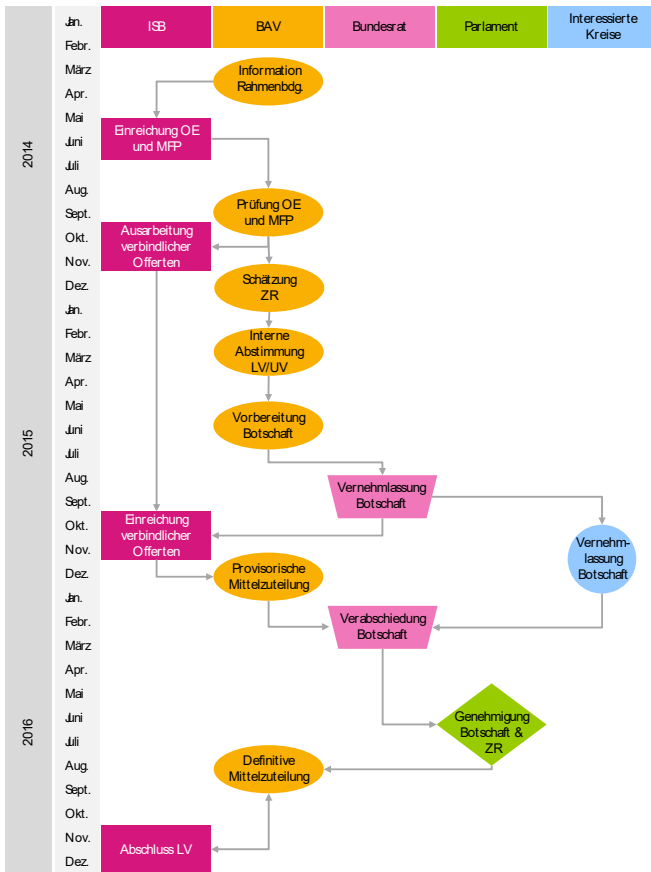 Jan.
ISB
BAV
Bundesrat
Parlament
Interessierte
Kreise
Febr.
März
Information
Rahmenbdg.
Apr.
Mai
Einreichung OE
und MFP
Juni
2014
Juli
Aug.
Prüfung OE
und MFP
Sept.
Ausarbeitung
verbindlicher
Offerten
Okt.
Nov.
Schätzung
ZR
Dez.
Jan.
Febr.
Interne
Abstimmung
LV/UV
März
Apr.
Mai
Vorbereitung
Botschaft
Juni
2015
Juli
Aug.
Vernehmlassung
Botschaft
Sept.
Okt.
Einreichung
verbindlicher
Offerten
Nov.
Vernehm-
lassung
Botschaft
Dez.
Provisorische
Mittelzuteilung
Jan.
Febr.
Verabschiedung
Botschaft
März
Apr.
Mai
Juni
Genehmigung
Botschaft &
ZR
2016
Juli
Aug.
Definitive
Mittelzuteilung
Sept.
Okt.
Nov.
Abschluss LV
Dez.